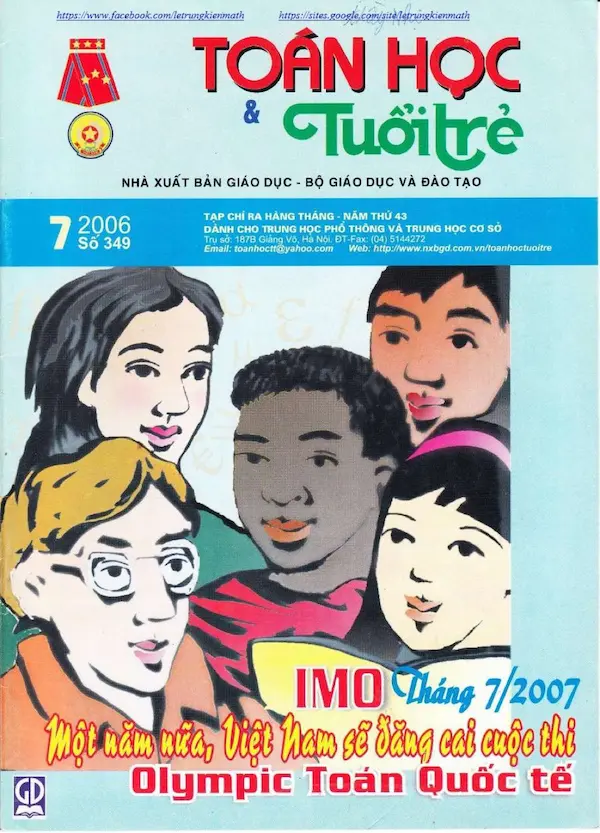 https://www.facebook.com/letrungkienmath https://sites.google.com/site/letrungkienmath
TOÁN HỌC
& Tuổi trẻ
NHÀ XUẤT BẢN GIÁO DỤC - BỘ GIÁO DỤC VÀ ĐÀO TẠO
7 2006
Số 349
TẠP CHÍ RA HÀNG THÁNG - NĂM THỨ 43
DÀNH CHO TRUNG HỌC PHỔ THÔNG VÀ TRUNG HỌC CƠ SỞ
Trụ sở: 187B Giảng Võ, Hà Nội. ĐT-Fax: (04) 5144272
Email: toanhoctt@yahoo.com Web: http://www.nxbgd.com.vn/toanhoctuoitre
IMO Tháng 7/2007
Một năm nữa, Việt Nam sẽ đăng cai cuộc thi
Olympic Toán Quốc tế
GD